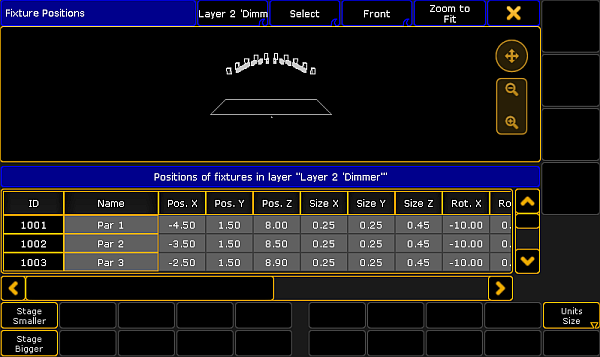 Fixture Positions
Layer 2 'Dimm
Select
Front
Zoom to
Fit
Positions of fixtures in layer "Layer 2 'Dimmer'"
ID Name Pos. X Pos. Y Pos. Z Size X Size Y Size Z Rot. X Ro
1001 Par 1 -4.50 1.50 8.00 0.25 0.25 0.45 -10.00 0.
1002 Par 2 -3.50 1.50 8.50 0.25 0.25 0.45 -10.00 0.
1003 Par 3 -2.50 1.50 8.90 0.25 0.25 0.45 -10.00 0.
Stage
Smaller
Units
Size
Stage
Bigger